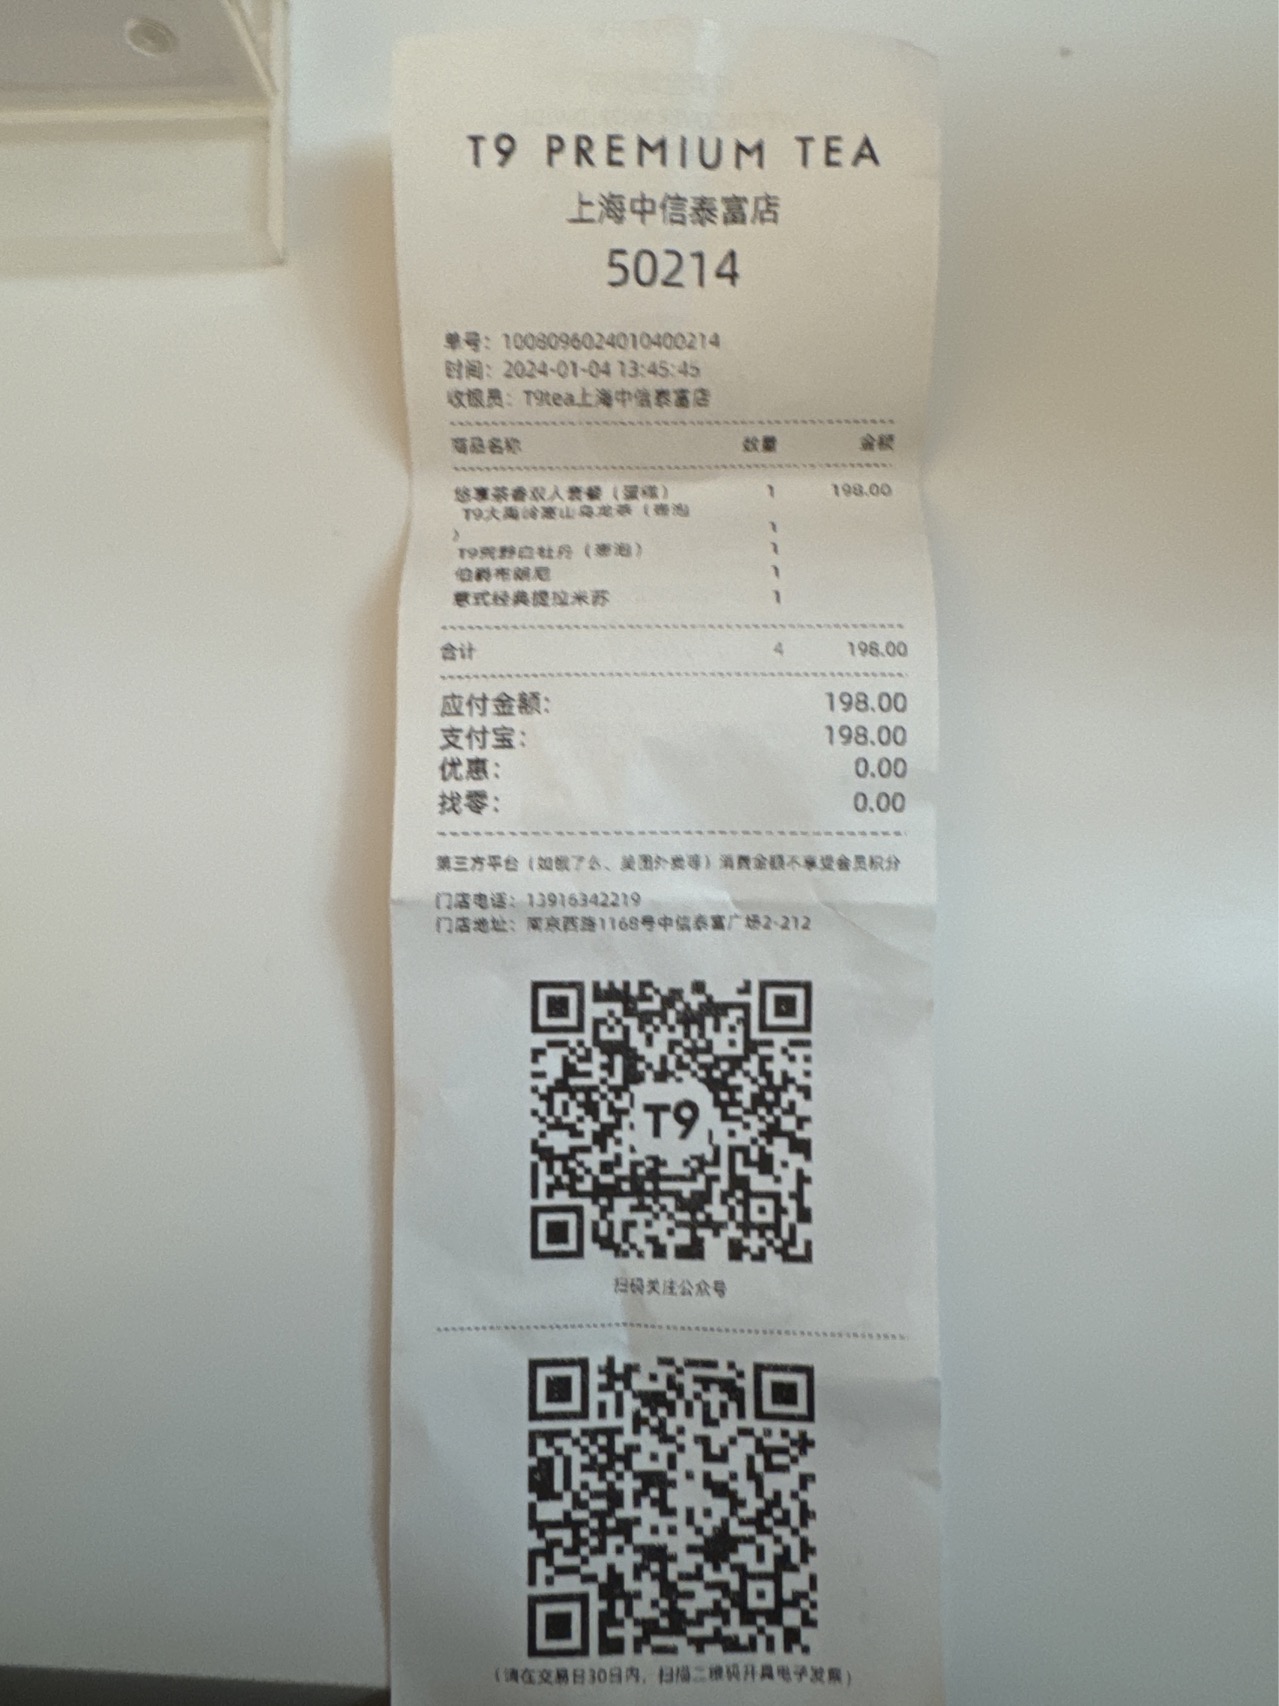 T9 PREMIUM TEA
上海中信泰富店
50214
单号：1008096024010400214
时间：2024-01-04 13:45:45
收银员：T9tea上海中信泰富店
商品名称 数量 金额
悠享茶香双人套餐（蛋糕） 1 198.00
T9大禹岭高山乌龙茶（壶泡
） 1
T9荒野白牡丹（壶泡） 1
伯爵布朗尼 1
意式经典提拉米苏 1
合计 4 198.00
应付金额： 198.00
支付宝： 198.00
优惠： 0.00
找零： 0.00
第三方平台（如饿了么、美团外卖等）消费金额不享受会员积分
门店电话：13916342219
门店地址：南京西路1168号中信泰富广场2-212
T9
扫码关注公众号
（请在交易日30日内，扫描二维码开具电子发票）